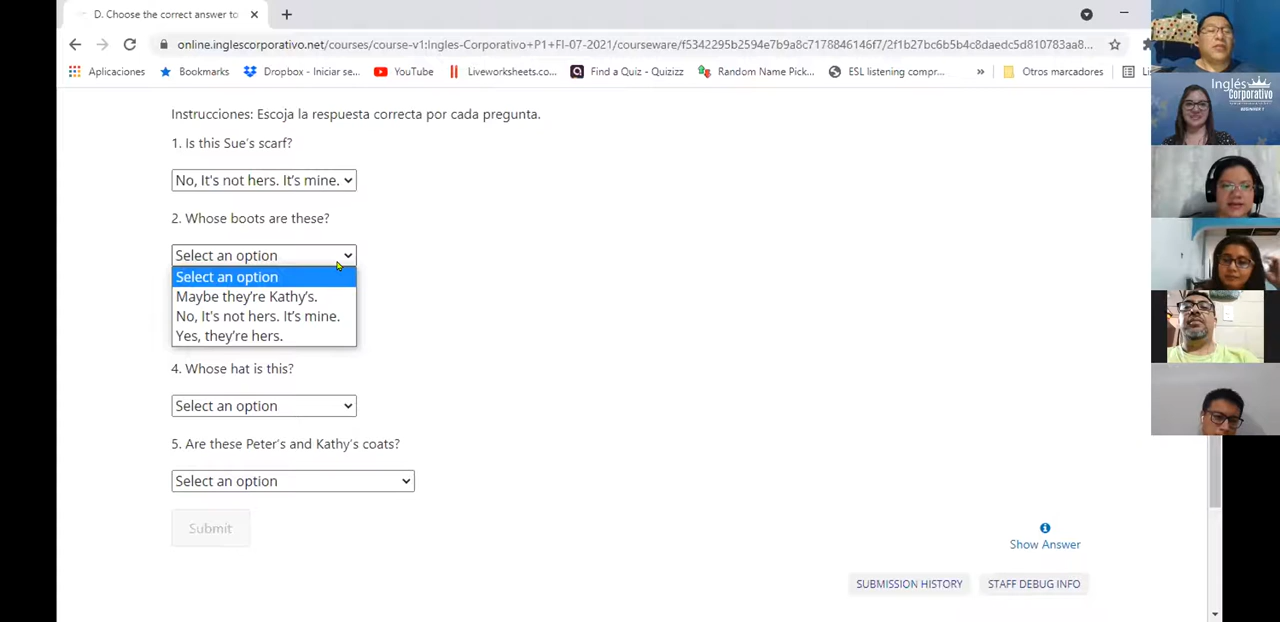 D. Choose the correct answer to
online.inglescorporativo.net/courses/course-v1:Ingles-Corporativo+P1+FI-07-2021/courseware/f5342295b2594e7b9a8c7178846146f7/2f1b27bc6b5b4c8daedc5d810783aa8...
Aplicaciones Bookmarks Dropbox - Iniciar se... YouTube Liveworksheets.co... Find a Quiz - Quizizz Random Name Pick... ESL listening compr... » Otros marcadores
Inglés
Corporativo
BEGINNER 1
Instrucciones: Escoja la respuesta correcta por cada pregunta.
1. Is this Sue's scarf?
No, It's not hers. It's mine.
2. Whose boots are these?
Select an option
Select an option
Maybe they're Kathy's.
No, It's not hers. It's mine.
Yes, they're hers.
4. Whose hat is this?
Select an option
5. Are these Peter's and Kathy's coats?
Select an option
Submit
Show Answer
SUBMISSION HISTORY STAFF DEBUG INFO